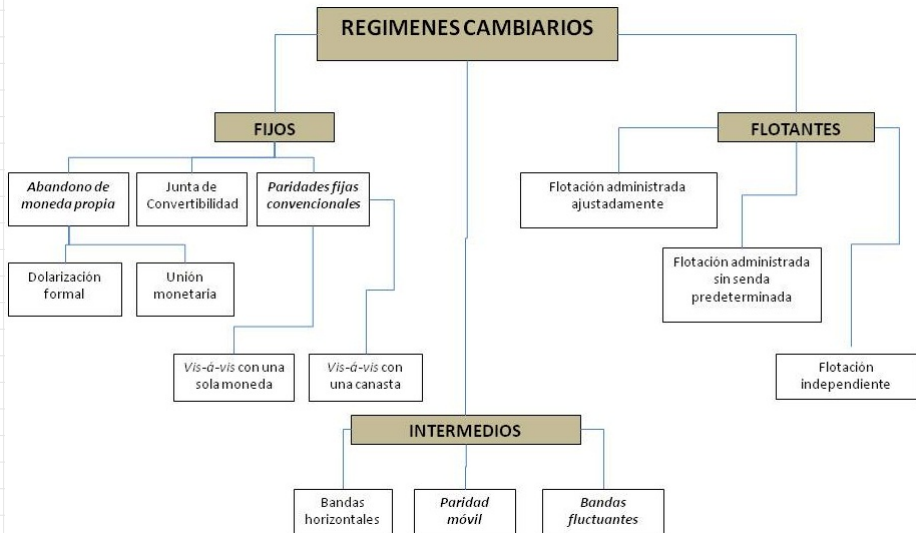 REGIMENES CAMBIARIOS
FIJOS
Abandono de
moneda propia
Junta de
Convertibilidad
Paridades fijas
convencionales
Dolarización
formal
Unión
monetaria
Vis-á-vis con una
sola moneda
Vis-á-vis con
una canasta
FLOTANTES
Flotación administrada
ajustadamente
Flotación administrada
sin senda
predeterminada
Flotación
independiente
INTERMEDIOS
Bandas
horizontales
Paridad
móvil
Bandas
fluctuantes